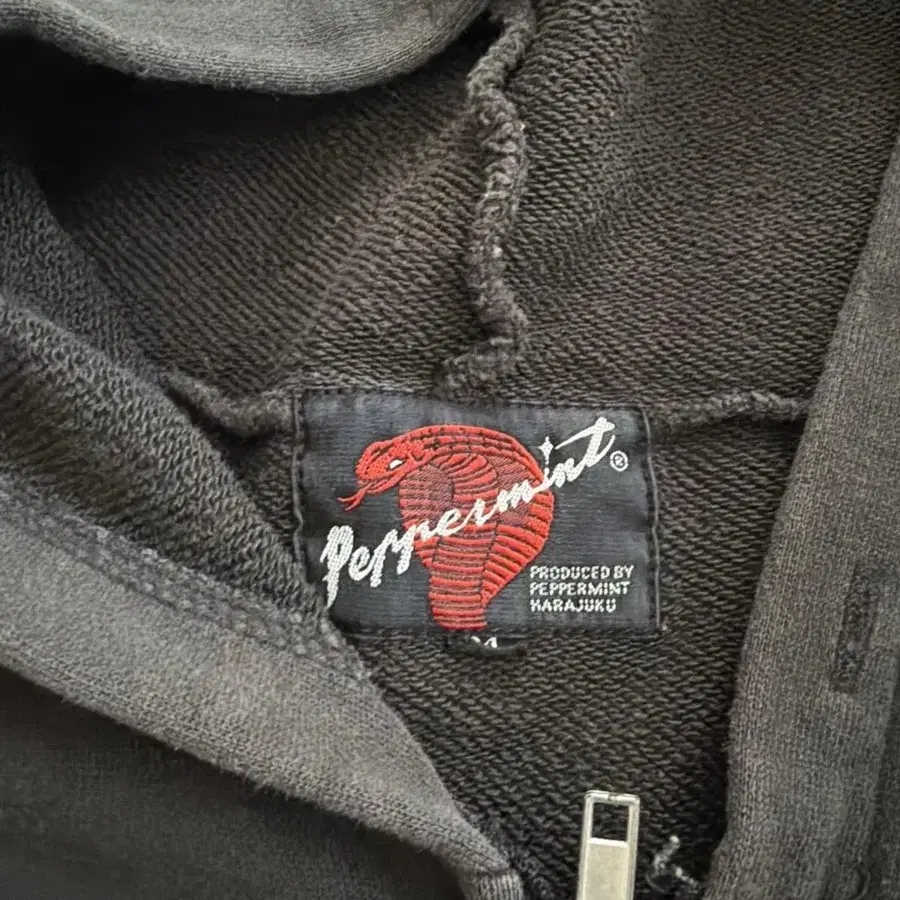 Peppermint®
PRODUCED BY
PEPPERMINT
HARAJUKU